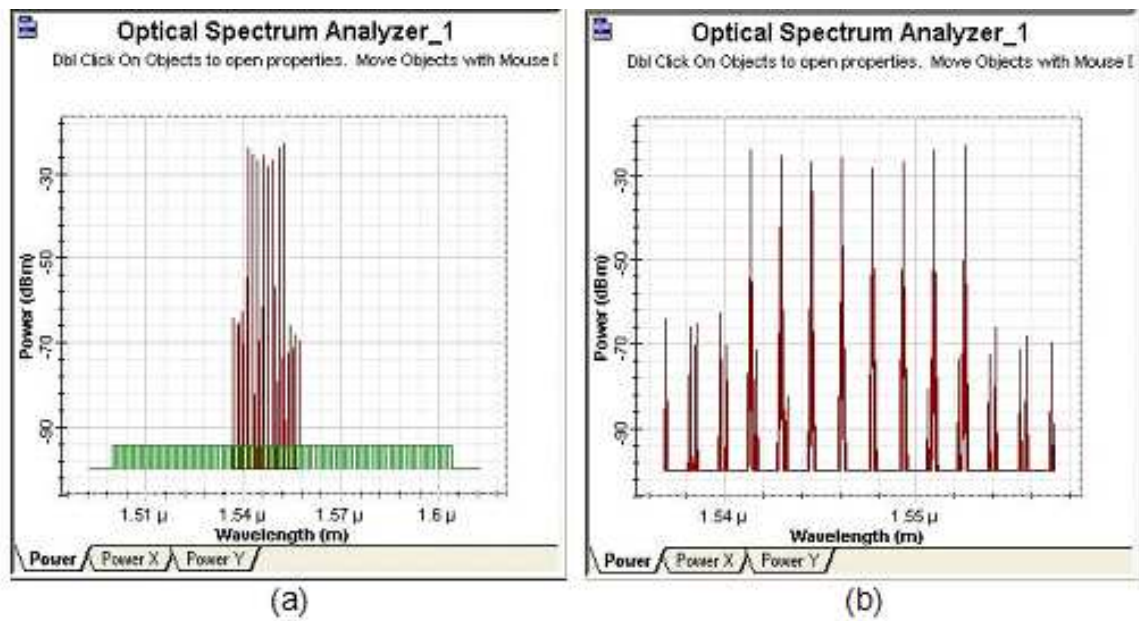 Optical Spectrum Analyzer_1
Dbl Click On Objects to open properties. Move Objects with Mouse D
Power (dBm)
-30
-50
-70
-90
1.51 µ 1.54 µ 1.57 µ 1.6 µ
Wavelength (m)
Power Power X Power Y
(a)
Optical Spectrum Analyzer_1
Dbl Click On Objects to open properties. Move Objects with Mouse D
Power (dBm)
-30
-50
-70
-90
1.54 µ 1.55 µ
Wavelength (m)
Power Power X Power Y
(b)